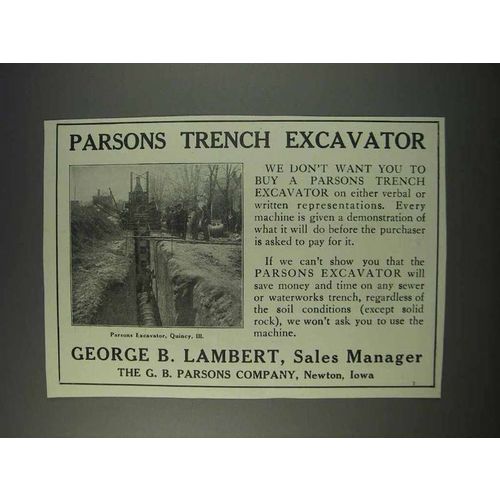 PARSONS TRENCH EXCAVATOR
WE DON'T WANT YOU TO
BUY A PARSONS TRENCH
EXCAVATOR on either verbal or
written representations. Every
machine is given a demonstration of
what it will do before the purchaser
is asked to pay for it.
If we can't show you that the
PARSONS EXCAVATOR will
save money and time on any sewer
or waterworks trench, regardless of
the soil conditions (except solid
rock), we won't ask you to use the
machine.
Parsons Excavator, Quincy, Ill.
GEORGE B. LAMBERT, Sales Manager
THE G. B. PARSONS COMPANY, Newton, Iowa